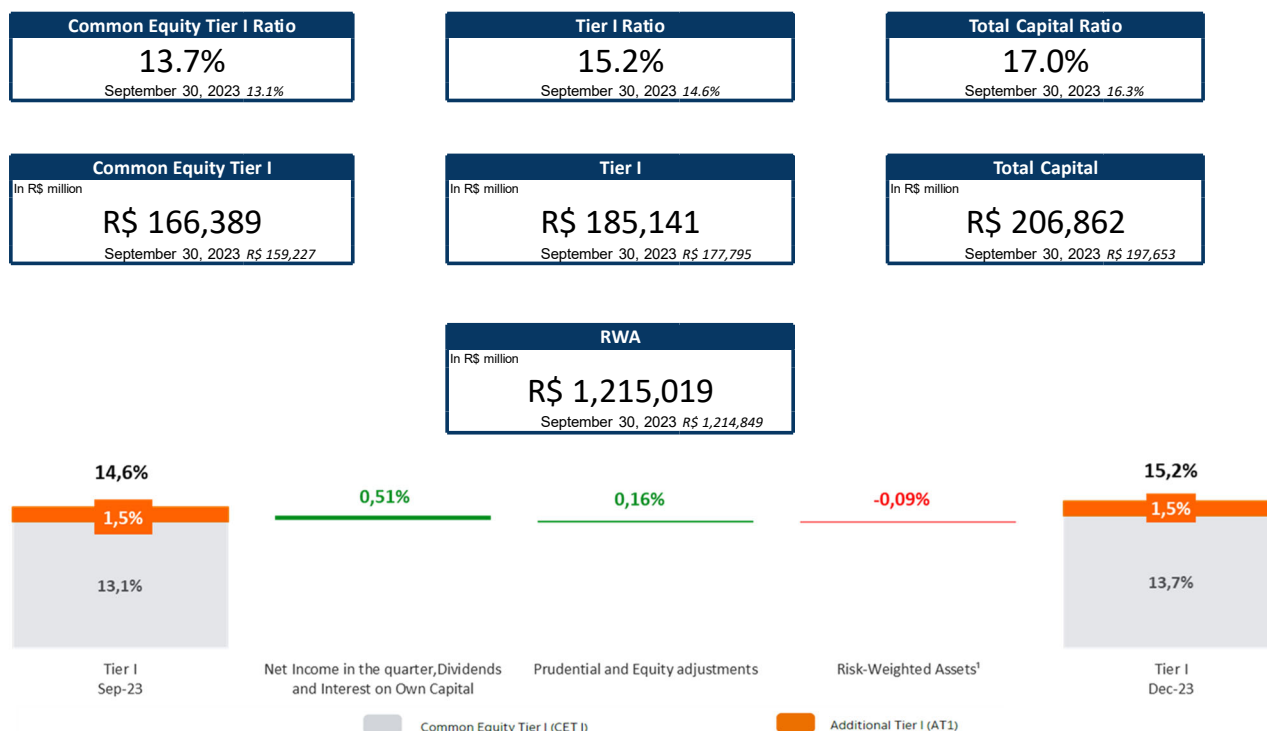 Common Equity Tier I Ratio
13.7%
September 30, 2023 13.1%
Tier I Ratio
15.2%
September 30, 2023 14.6%
Total Capital Ratio
17.0%
September 30, 2023 16.3%
Common Equity Tier I
In R$ million
R$ 166,389
September 30, 2023 R$ 159,227
Tier I
In R$ million
R$ 185,141
September 30, 2023 R$ 177,795
Total Capital
In R$ million
R$ 206,862
September 30, 2023 R$ 197,653
RWA
In R$ million
R$ 1,215,019
September 30, 2023 R$ 1,214,849
14,6%
1,5%
13,1%
Tier I
Sep-23
0,51%
Net Income in the quarter,Dividends
and Interest on Own Capital
0,16%
Prudential and Equity adjustments
-0,09%
Risk-Weighted Assets¹
15,2%
1,5%
13,7%
Tier I
Dec-23
Common Equity Tier I (CET I)
Additional Tier I (AT1)